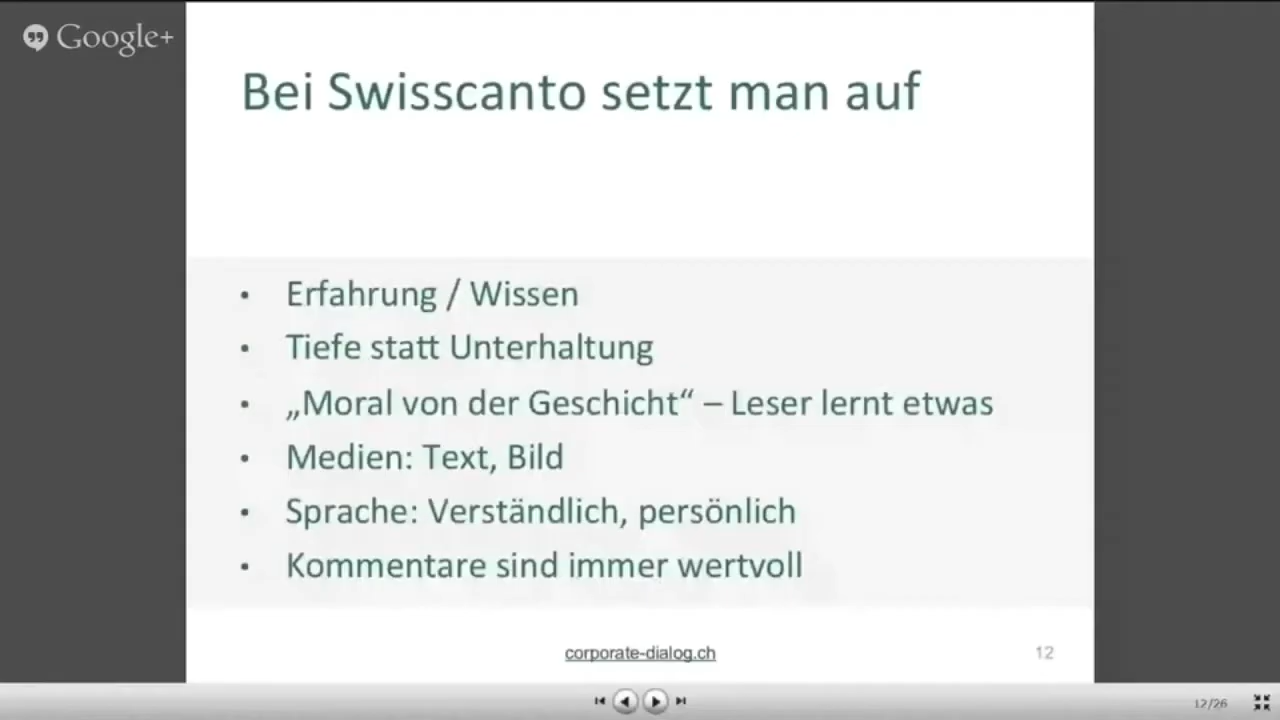 Google+
Bei Swisscanto setzt man auf
• Erfahrung / Wissen
• Tiefe statt Unterhaltung
• „Moral von der Geschicht“ – Leser lernt etwas
• Medien: Text, Bild
• Sprache: Verständlich, persönlich
• Kommentare sind immer wertvoll
corporate-dialog.ch
12
12/26